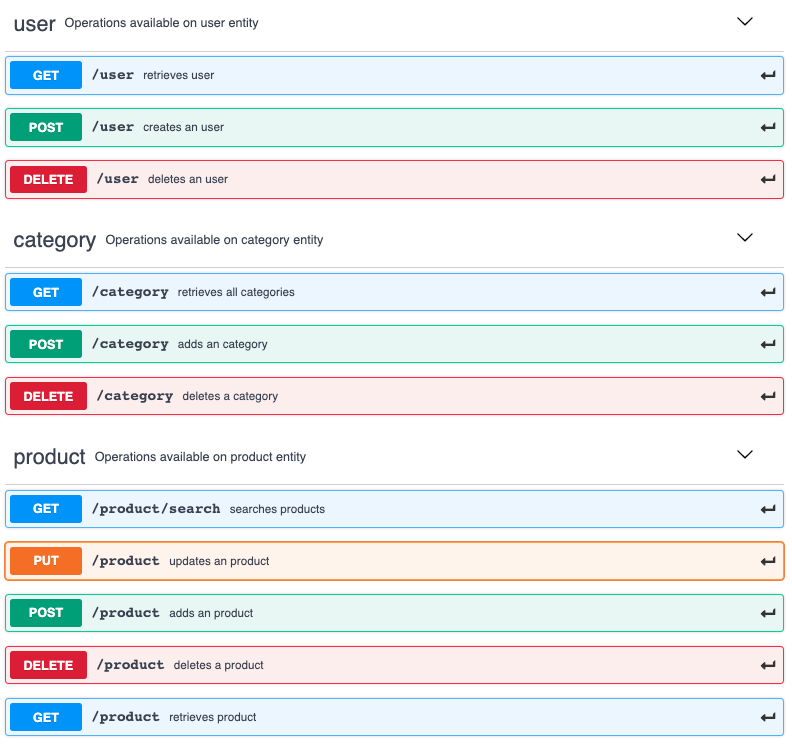 user Operations available on user entity
GET /user retrieves user
POST /user creates an user
DELETE /user deletes an user
category Operations available on category entity
GET /category retrieves all categories
POST /category adds an category
DELETE /category deletes a category
product Operations available on product entity
GET /product/search searches products
PUT /product updates an product
POST /product adds an product
DELETE /product deletes a product
GET /product retrieves product